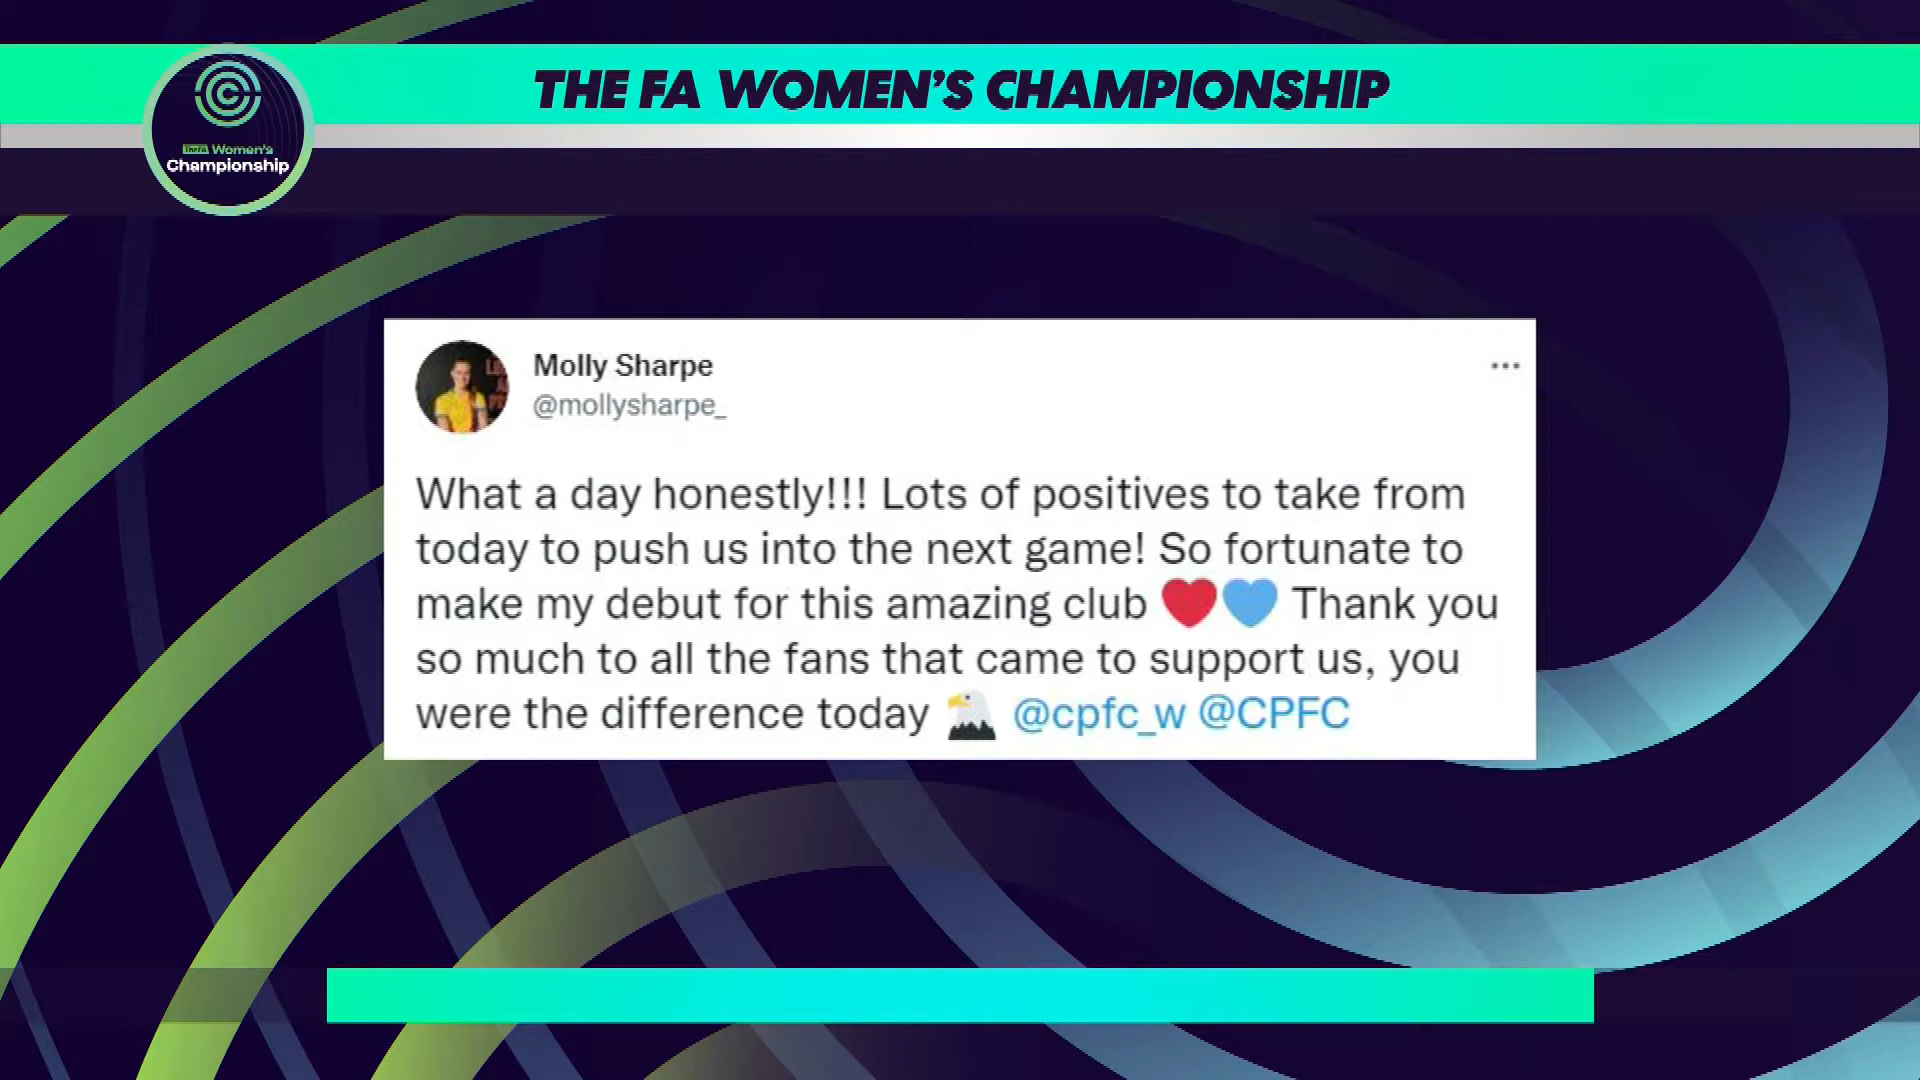 THE FA WOMEN'S CHAMPIONSHIP
The FA Women's
Championship
Molly Sharpe
@mollysharpe_
What a day honestly!!! Lots of positives to take from
today to push us into the next game! So fortunate to
make my debut for this amazing club ❤️💙 Thank you
so much to all the fans that came to support us, you
were the difference today 🦅 @cpfc_w @CPFC